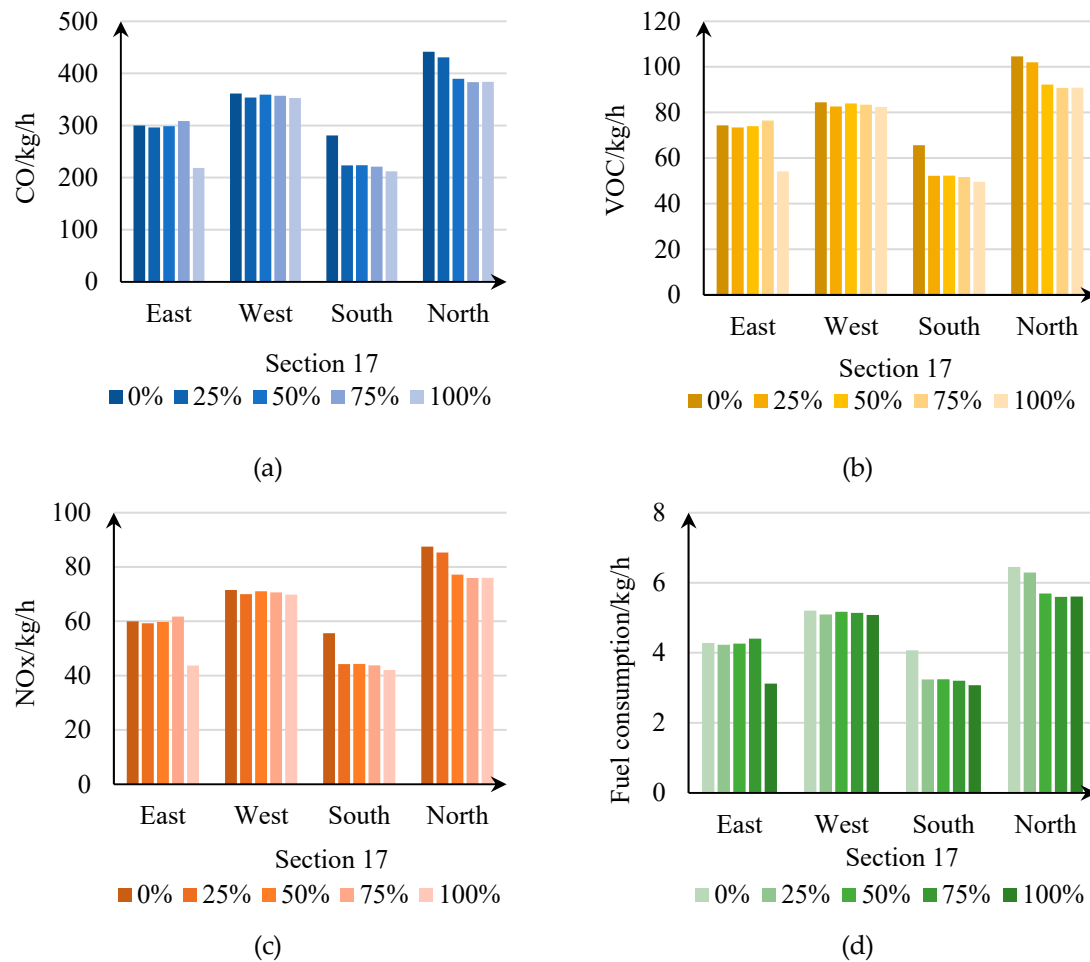 500
400
300
200
100
0
CO/kg/h
East West South North
Section 17
0% 25% 50% 75% 100%
(a)
120
100
80
60
40
20
0
VOC/kg/h
East West South North
Section 17
0% 25% 50% 75% 100%
(b)
100
80
60
40
20
0
NOx/kg/h
East West South North
Section 17
0% 25% 50% 75% 100%
(c)
8
6
4
2
0
Fuel consumption/kg/h
East West South North
Section 17
0% 25% 50% 75% 100%
(d)